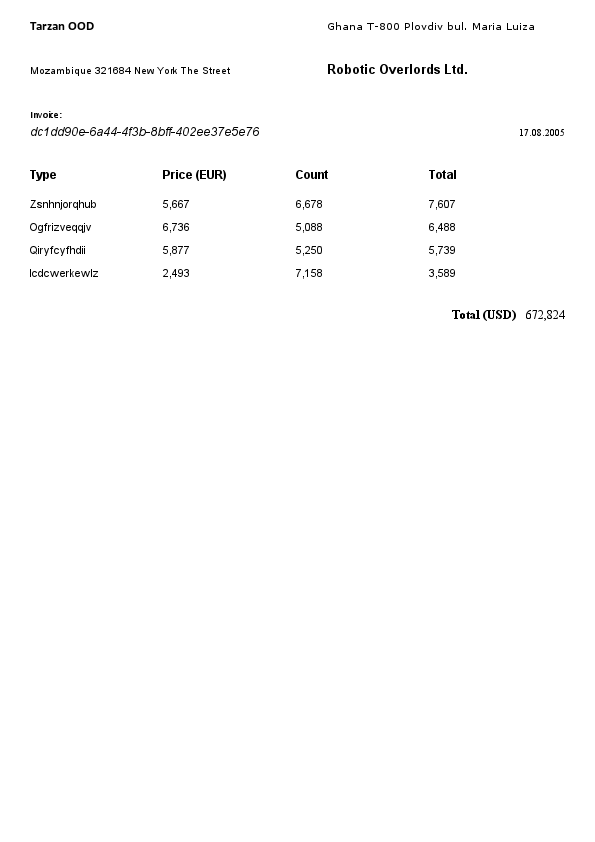 Tarzan OOD
Ghana T-800 Plovdiv bul. Maria Luiza
Mozambique 321684 New York The Street
Robotic Overlords Ltd.
Invoice:
dc1dd90e-6a44-4f3b-8bff-402ee37e5e76
17.08.2005
Type Price (EUR) Count Total
Zsnhnjorqhub 5,667 6,678 7,607
Ogfrizveqqjv 6,736 5,088 6,488
Qiryfcyfhdii 5,877 5,250 5,739
Icdcwerkewlz 2,493 7,158 3,589
Total (USD) 672,824